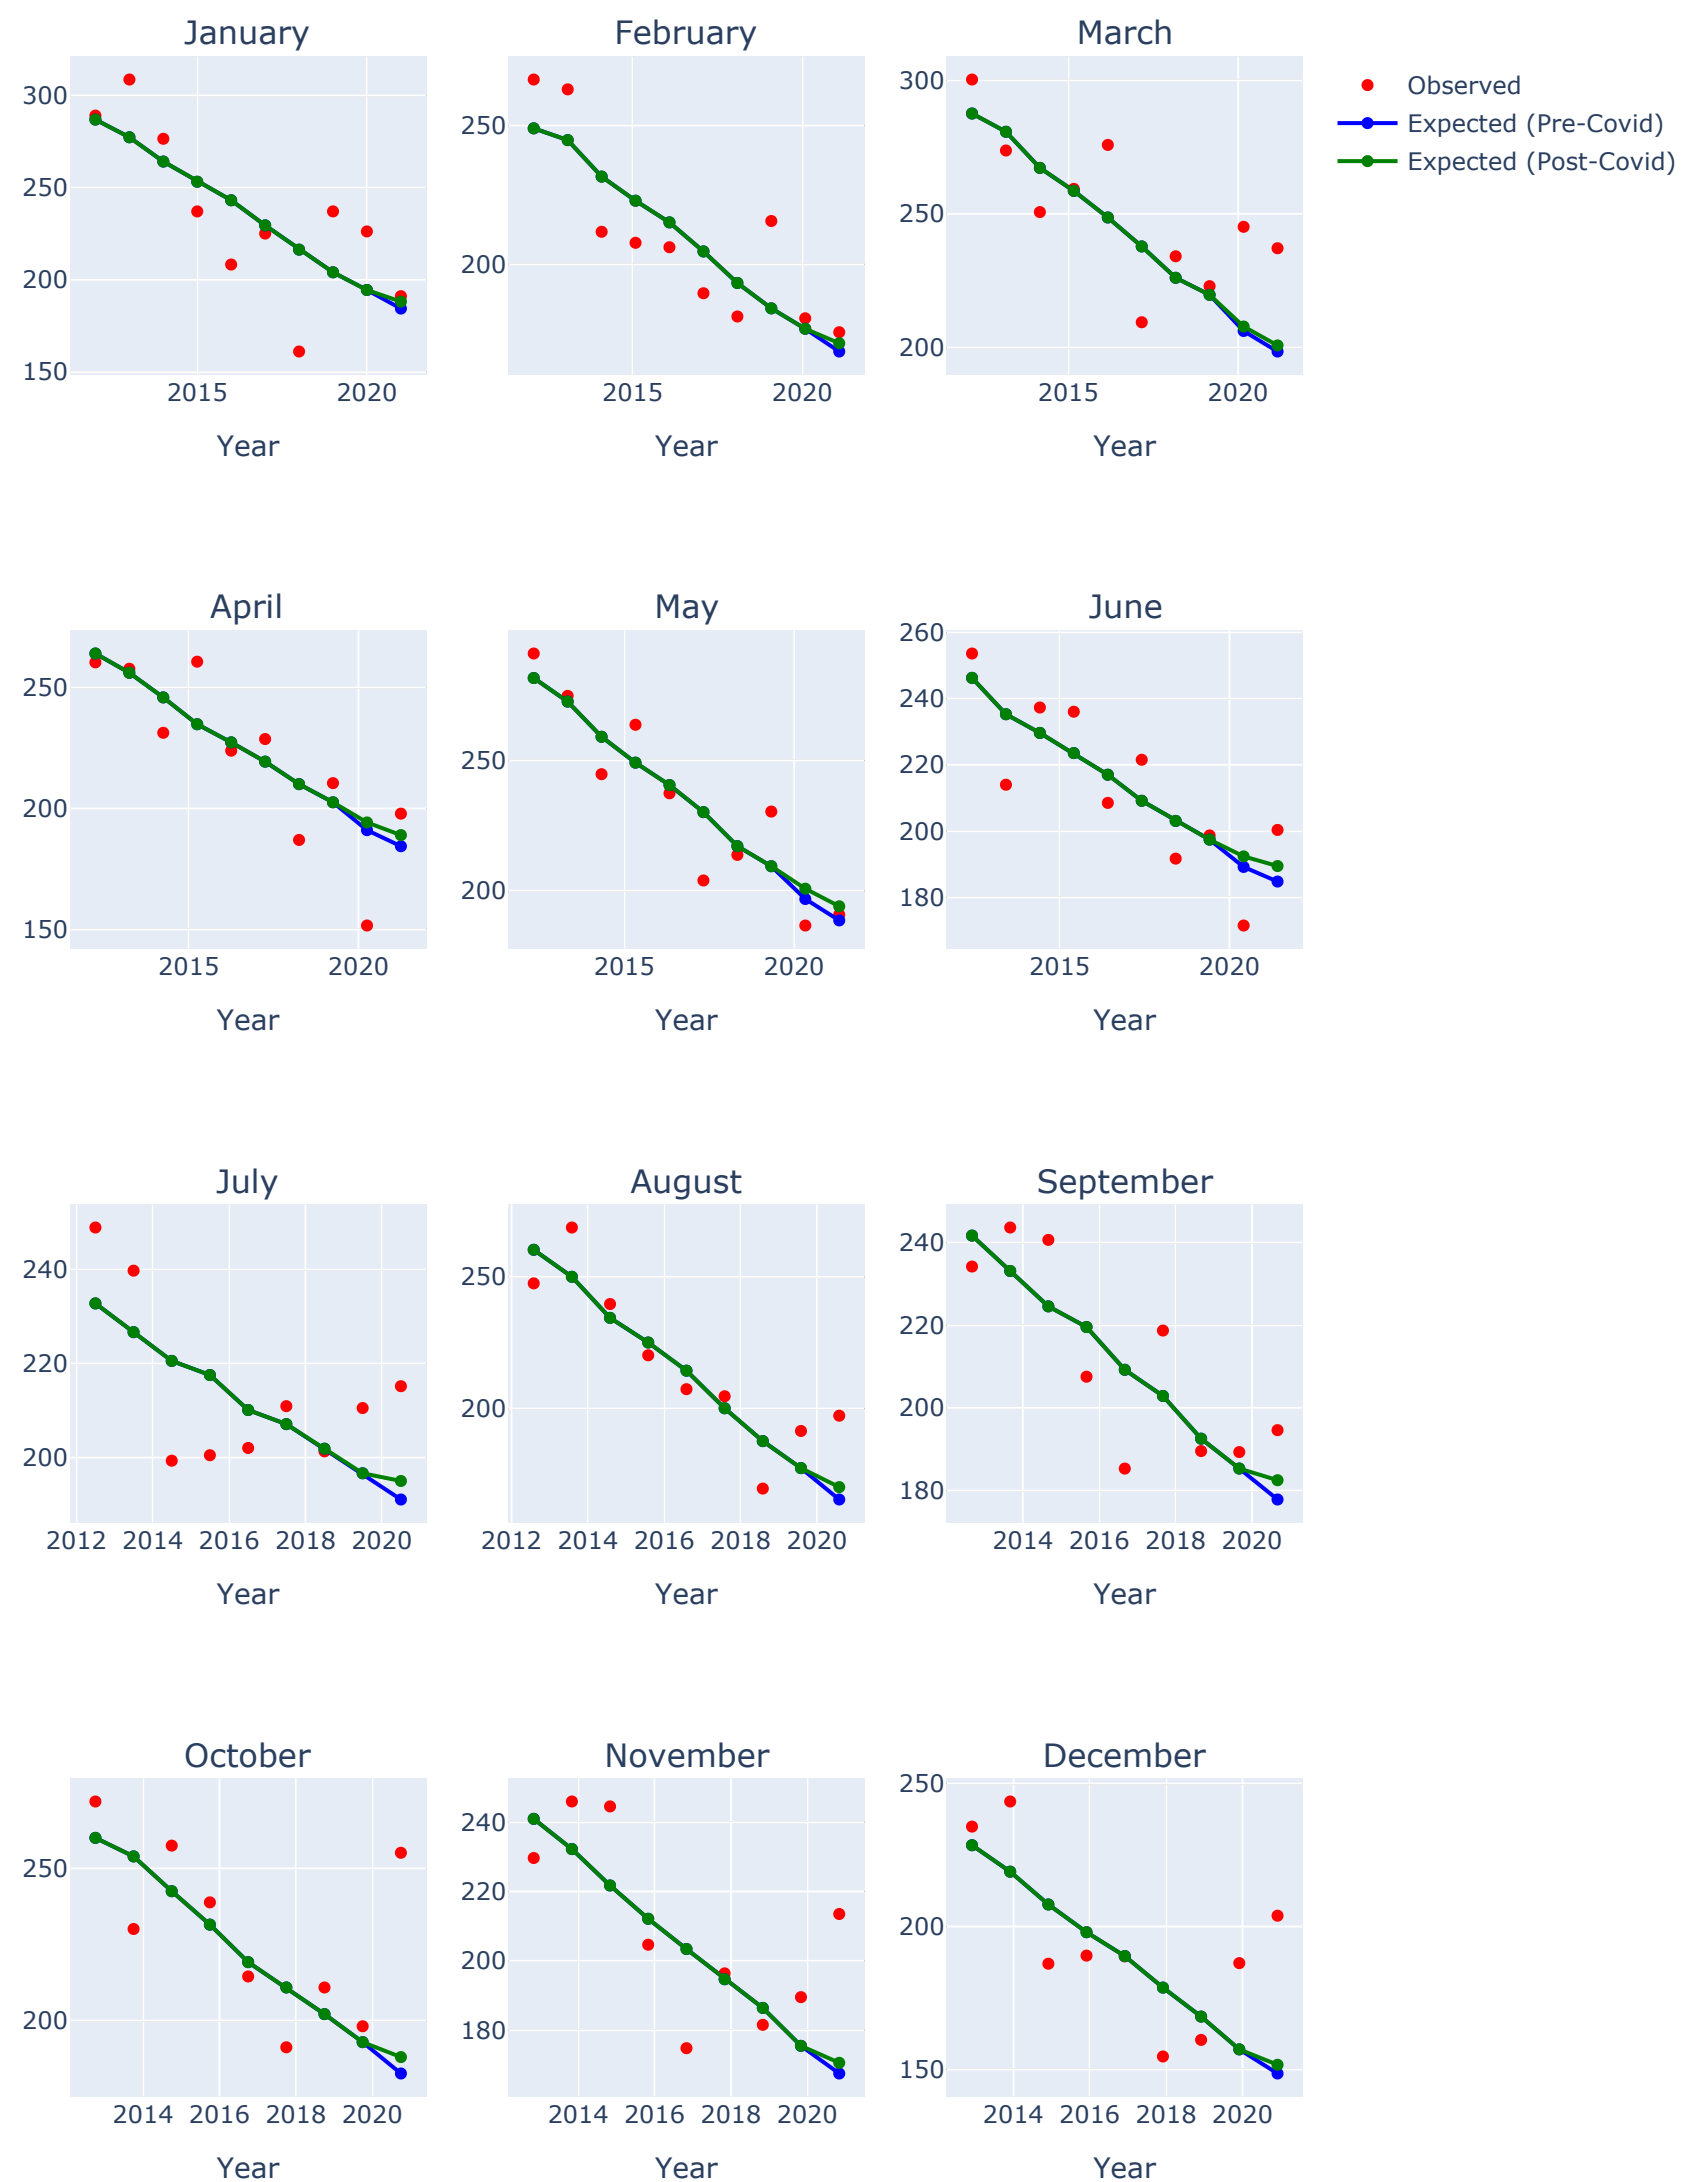 January
300
250
200
150
2015 2020
Year
February
250
200
2015 2020
Year
March
300
250
200
2015 2020
Year
Observed
Expected (Pre-Covid)
Expected (Post-Covid)
April
250
200
150
2015 2020
Year
May
250
200
2015 2020
Year
June
260
240
220
200
180
2015 2020
Year
July
240
220
200
2012 2014 2016 2018 2020
Year
August
250
200
2012 2014 2016 2018 2020
Year
September
240
220
200
180
2014 2016 2018 2020
Year
October
250
200
2014 2016 2018 2020
Year
November
240
220
200
180
2014 2016 2018 2020
Year
December
250
200
150
2014 2016 2018 2020
Year